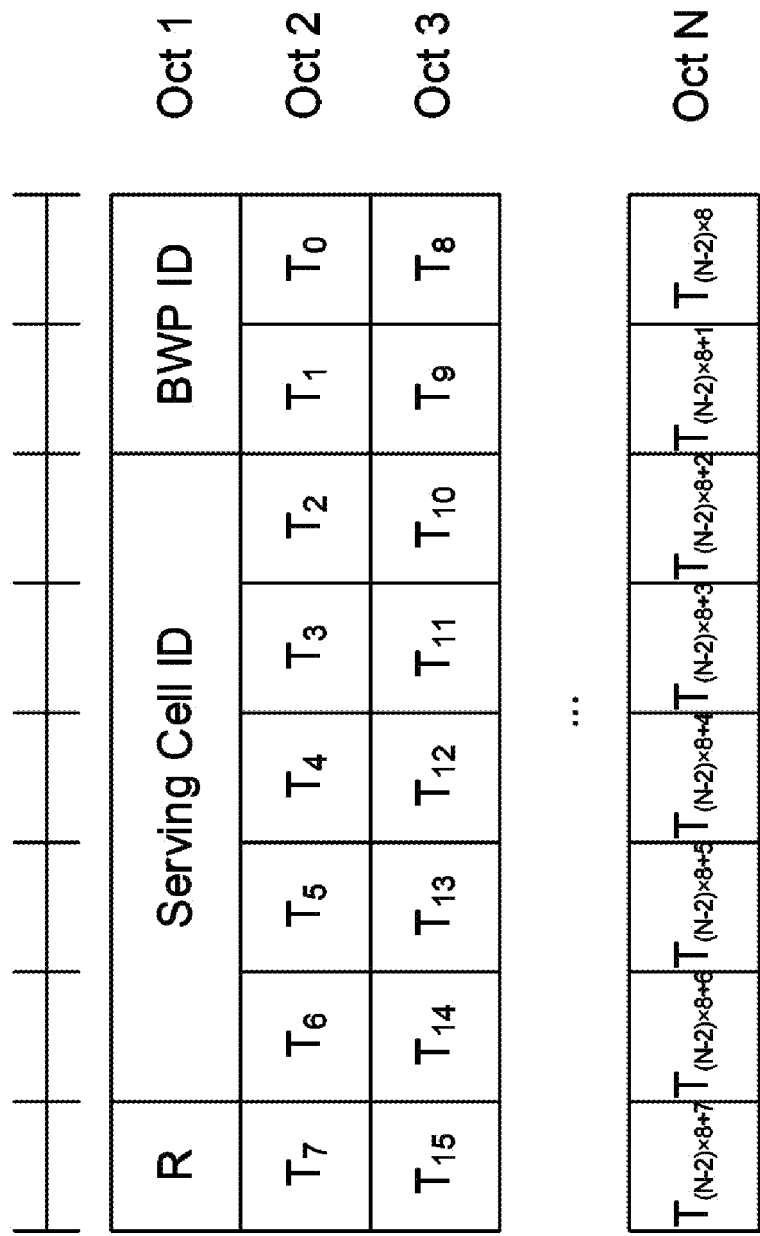 R Serving Cell ID BWP ID Oct 1
T7 T6 T5 T4 T3 T2 T1 T0 Oct 2
T15 T14 T13 T12 T11 T10 T9 T8 Oct 3
...
T(N-2)×8+7 T(N-2)×8+6 T(N-2)×8+5 T(N-2)×8+4 T(N-2)×8+3 T(N-2)×8+2 T(N-2)×8+1 T(N-2)×8 Oct N